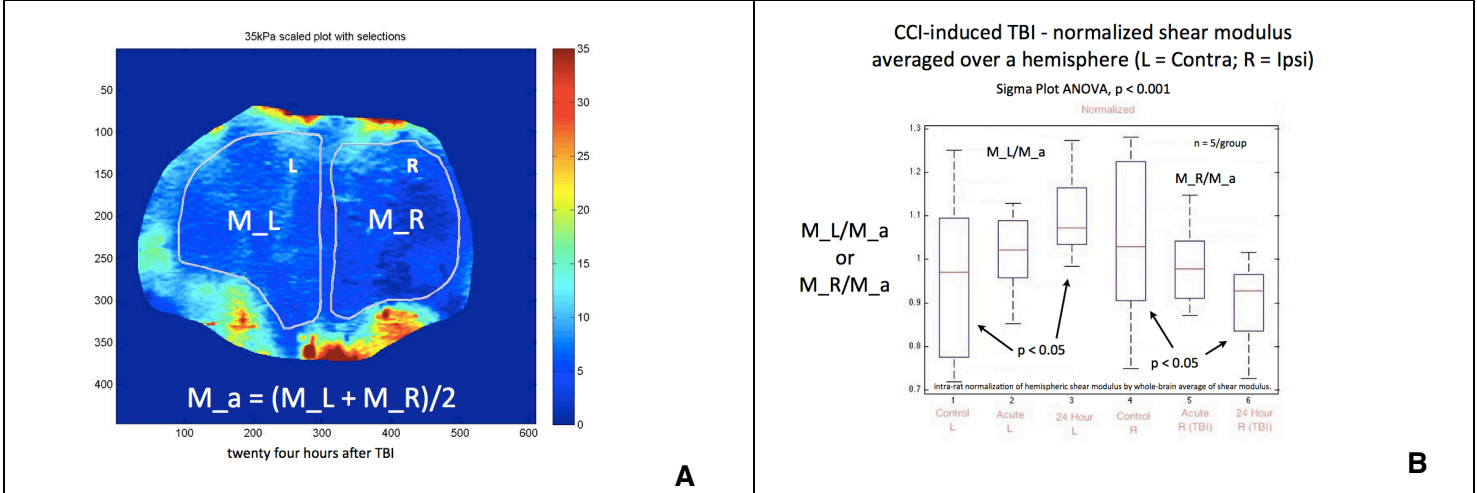 35kPa scaled plot with selections
50
100
150
200
250
300
350
400
100
200
300
400
500
600
35
30
25
20
15
10
5
0
L
R
M_L
M_R
M_a = (M_L + M_R)/2
twenty four hours after TBI
A
CCI-induced TBI - normalized shear modulus
averaged over a hemisphere (L = Contra; R = Ipsi)
Sigma Plot ANOVA, p < 0.001
Normalized
1.3
1.2
1.1
1
0.9
0.8
0.7
n = 5/group
M_L/M_a
M_R/M_a
M_L/M_a
or
M_R/M_a
p < 0.05
p < 0.05
intra-rat normalization of hemispheric shear modulus by whole-brain average of shear modulus.
1
2
3
4
5
6
Control
L
Acute
L
24 Hour
L
Control
R
Acute
R (TBI)
24 Hour
R (TBI)
B